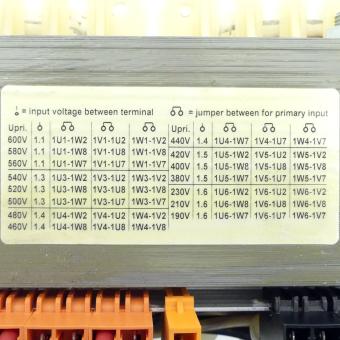 = input voltage between terminal = jumper between for primary input
Upri. Upri.
600V 1.1 1U1-1W2 1V1-1U2 1W1-1V2 440V 1.4 1U4-1W7 1V4-1U7 1W4-1V7
580V 1.1 1U1-1W7 1V1-1U7 1W1-1V7 420V 1.5 1U5-1W2 1V5-1U2 1W5-1V2
560V 1.1 1U1-1W8 1V1-1U8 1W1-1V8 400V 1.5 1U5-1W8 1V5-1U8 1W5-1V8
540V 1.3 1U3-1W2 1V3-1U2 1W3-1V2 380V 1.5 1U5-1W7 1V5-1U7 1W5-1V7
520V 1.3 1U3-1W8 1V3-1U8 1W3-1V8 230V 1.6 1U6-1W2 1V6-1U2 1W6-1V2
500V 1.3 1U3-1W7 1V3-1U7 1W3-1V7 210V 1.6 1U6-1W8 1V6-1U8 1W6-1V8
480V 1.4 1U4-1W2 1V4-1U2 1W4-1V2 190V 1.6 1U6-1W7 1V6-1U7 1W6-1V7
460V 1.4 1U4-1W8 1V4-1U8 1W4-1V8